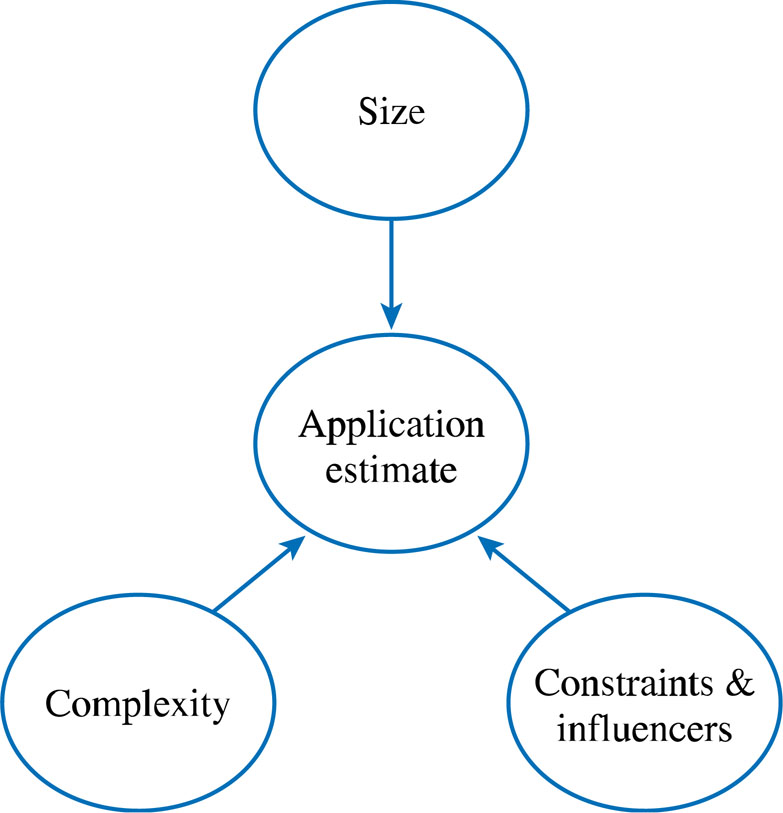 Size
Application
estimate
Complexity
Constraints &
influencers